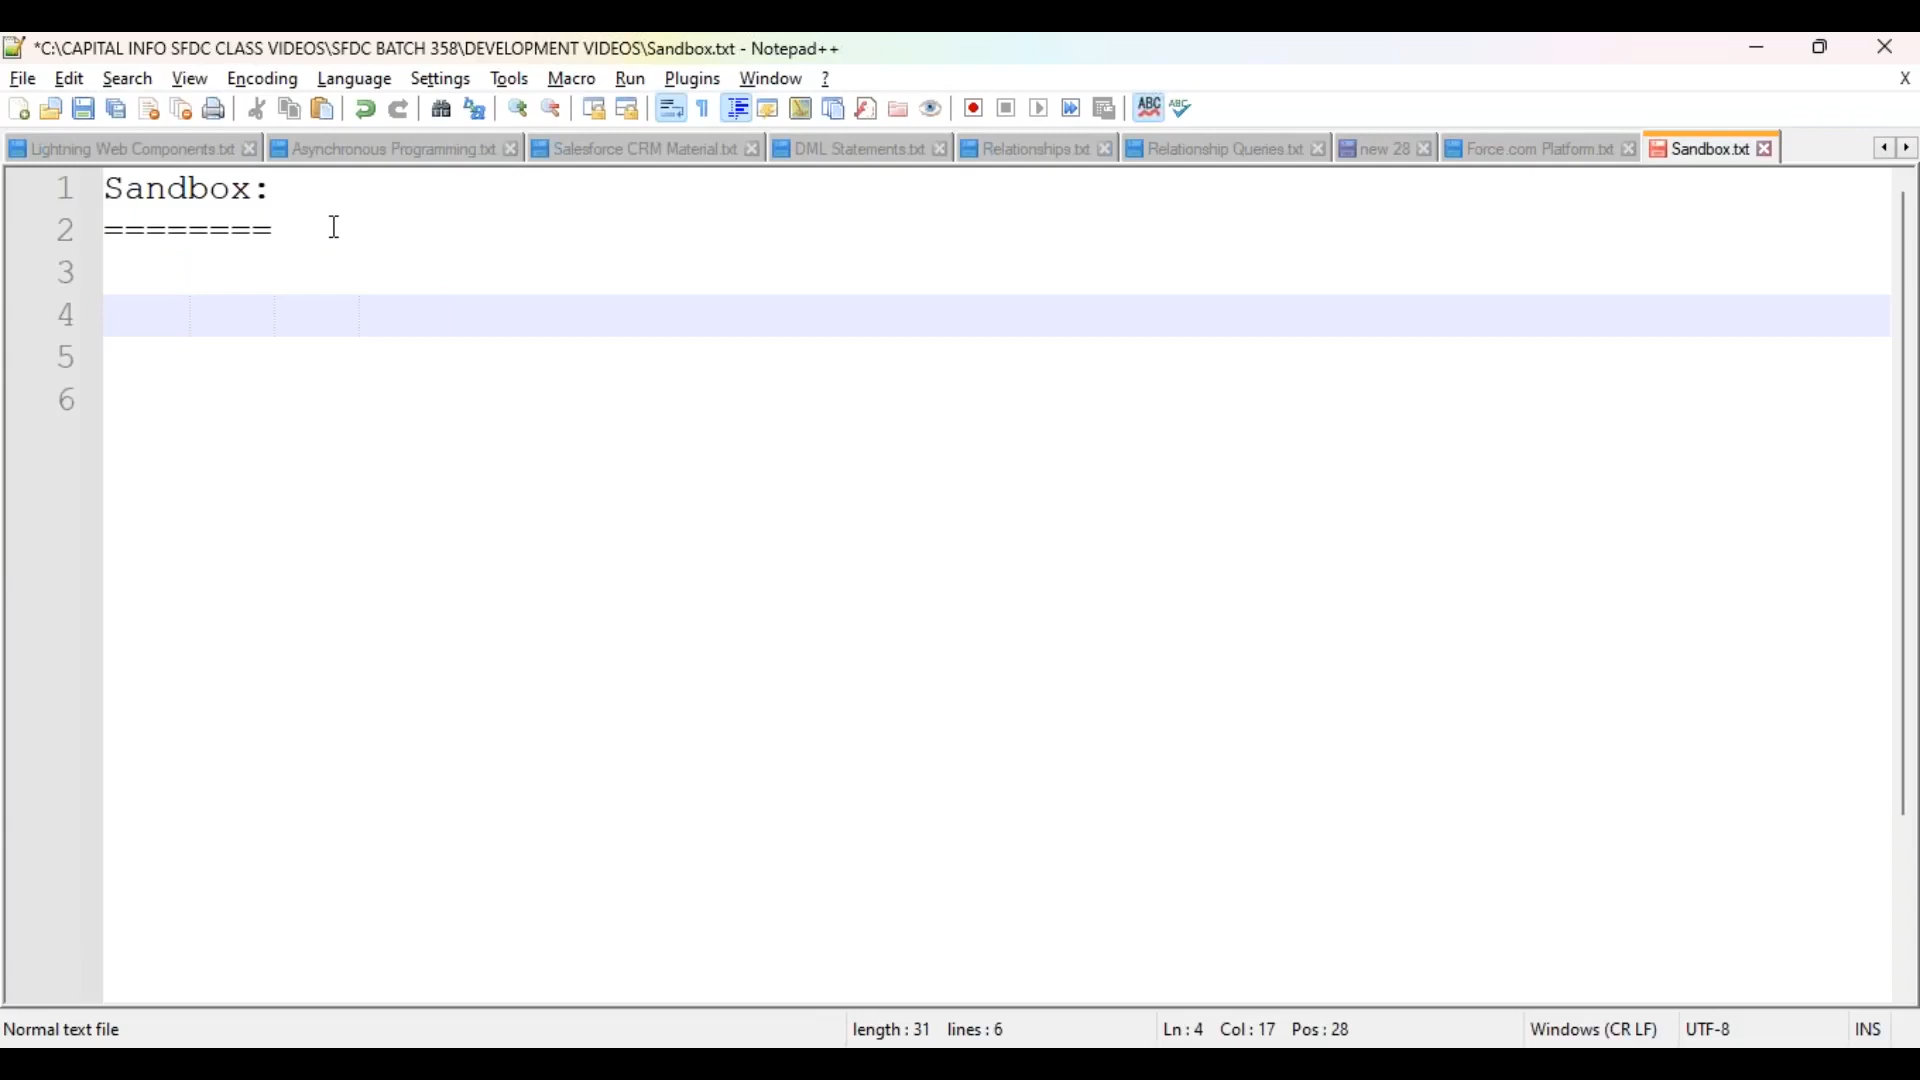 *C:\CAPITAL INFO SFDC CLASS VIDEOS\SFDC BATCH 358\DEVELOPMENT VIDEOS\Sandbox.txt - Notepad++
File Edit Search View Encoding Language Settings Tools Macro Run Plugins Window ? X
ABC ABC
Lightning Web Components.txt Asynchronous Programming.txt Salesforce CRM Material.txt DML Statements.txt Relationships.txt Relationship Queries.txt new 28 Force.com Platform.txt Sandbox.txt
1 Sandbox:
2 ========
3
4
5
6
Normal text file length : 31 lines : 6 Ln : 4 Col : 17 Pos : 28 Windows (CR LF) UTF-8 INS